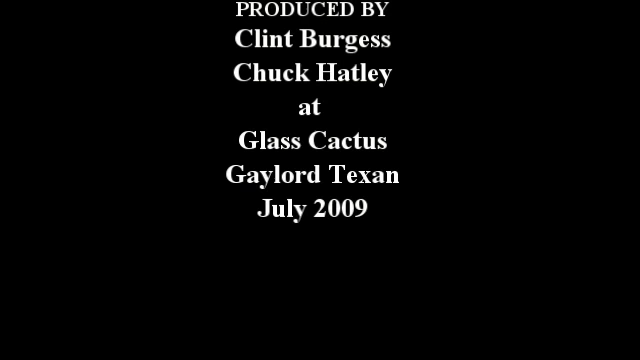 PRODUCED BY
Clint Burgess
Chuck Hatley
at
Glass Cactus
Gaylord Texan
July 2009